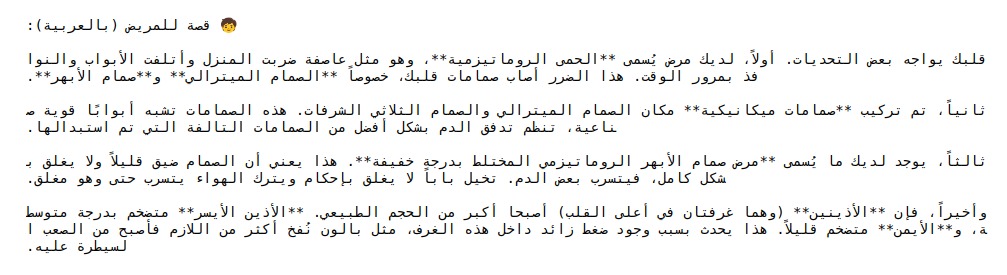 🧒 قصة للمريض (بالعربية):
قلبك يواجه بعض التحديات. أولاً، لديك مرض يُسمى **الحمى الروماتيزمية**، وهو مثل عاصفة ضربت المنزل وأتلفت الأبواب والنوا
فذ بمرور الوقت. هذا الضرر أصاب صمامات قلبك، خصوصاً **الصمام الميترالي** و**صمام الأبهر**.
ثانياً، تم تركيب **صمامات ميكانيكية** مكان الصمام الميترالي والصمام الثلاثي الشرفات. هذه الصمامات تشبه أبوابًا قوية ص
ناعية، تنظم تدفق الدم بشكل أفضل من الصمامات التالفة التي تم استبدالها.
ثالثاً، يوجد لديك ما يُسمى **مرض صمام الأبهر الروماتيزمي المختلط بدرجة خفيفة**. هذا يعني أن الصمام ضيق قليلاً ولا يغلق ب
شكل كامل، فيتسرب بعض الدم. تخيل باباً لا يغلق بإحكام ويترك الهواء يتسرب حتى وهو مغلق.
وأخيراً، فإن **الأذينين** (وهما غرفتان في أعلى القلب) أصبحا أكبر من الحجم الطبيعي. **الأذين الأيسر** متضخم بدرجة متوسط
ة، و**الأيمن** متضخم قليلاً. هذا يحدث بسبب وجود ضغط زائد داخل هذه الغرف، مثل بالون نُفخ أكثر من اللازم فأصبح من الصعب ا
لسيطرة عليه.